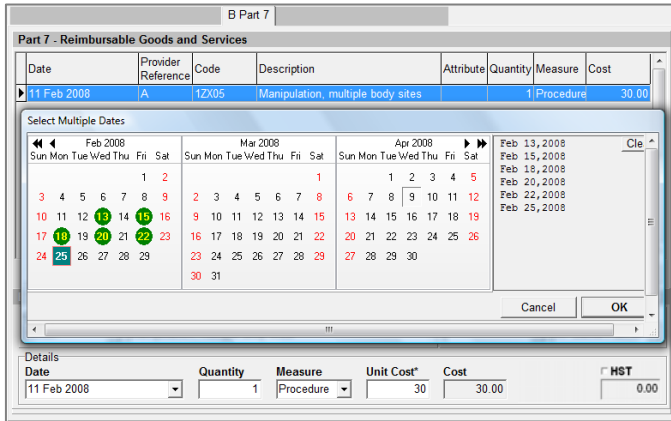 B Part 7
Part 7 - Reimbursable Goods and Services
Date Provider Reference Code Description Attribute Quantity Measure Cost
11 Feb 2008 A 1ZX05 Manipulation, multiple body sites 1 Procedure 30.00
Select Multiple Dates
Feb 2008 Mar 2008 Apr 2008
Sun Mon Tue Wed Thu Fri Sat Sun Mon Tue Wed Thu Fri Sat Sun Mon Tue Wed Thu Fri Sat
1 2 1 1 2 3 4 5
3 4 5 6 7 8 9 2 3 4 5 6 7 8 6 7 8 9 10 11 12
10 11 12 13 14 15 16 9 10 11 12 13 14 15 13 14 15 16 17 18 19
17 18 19 20 21 22 23 16 17 18 19 20 21 22 20 21 22 23 24 25 26
24 25 26 27 28 29 23 24 25 26 27 28 29 27 28 29 30
30 31
Feb 13,2008
Feb 15,2008
Feb 18,2008
Feb 20,2008
Feb 22,2008
Feb 25,2008
Cle
Cancel OK
Details
Date Quantity Measure Unit Cost* Cost HST
11 Feb 2008 1 Procedure 30 30.00 0.00